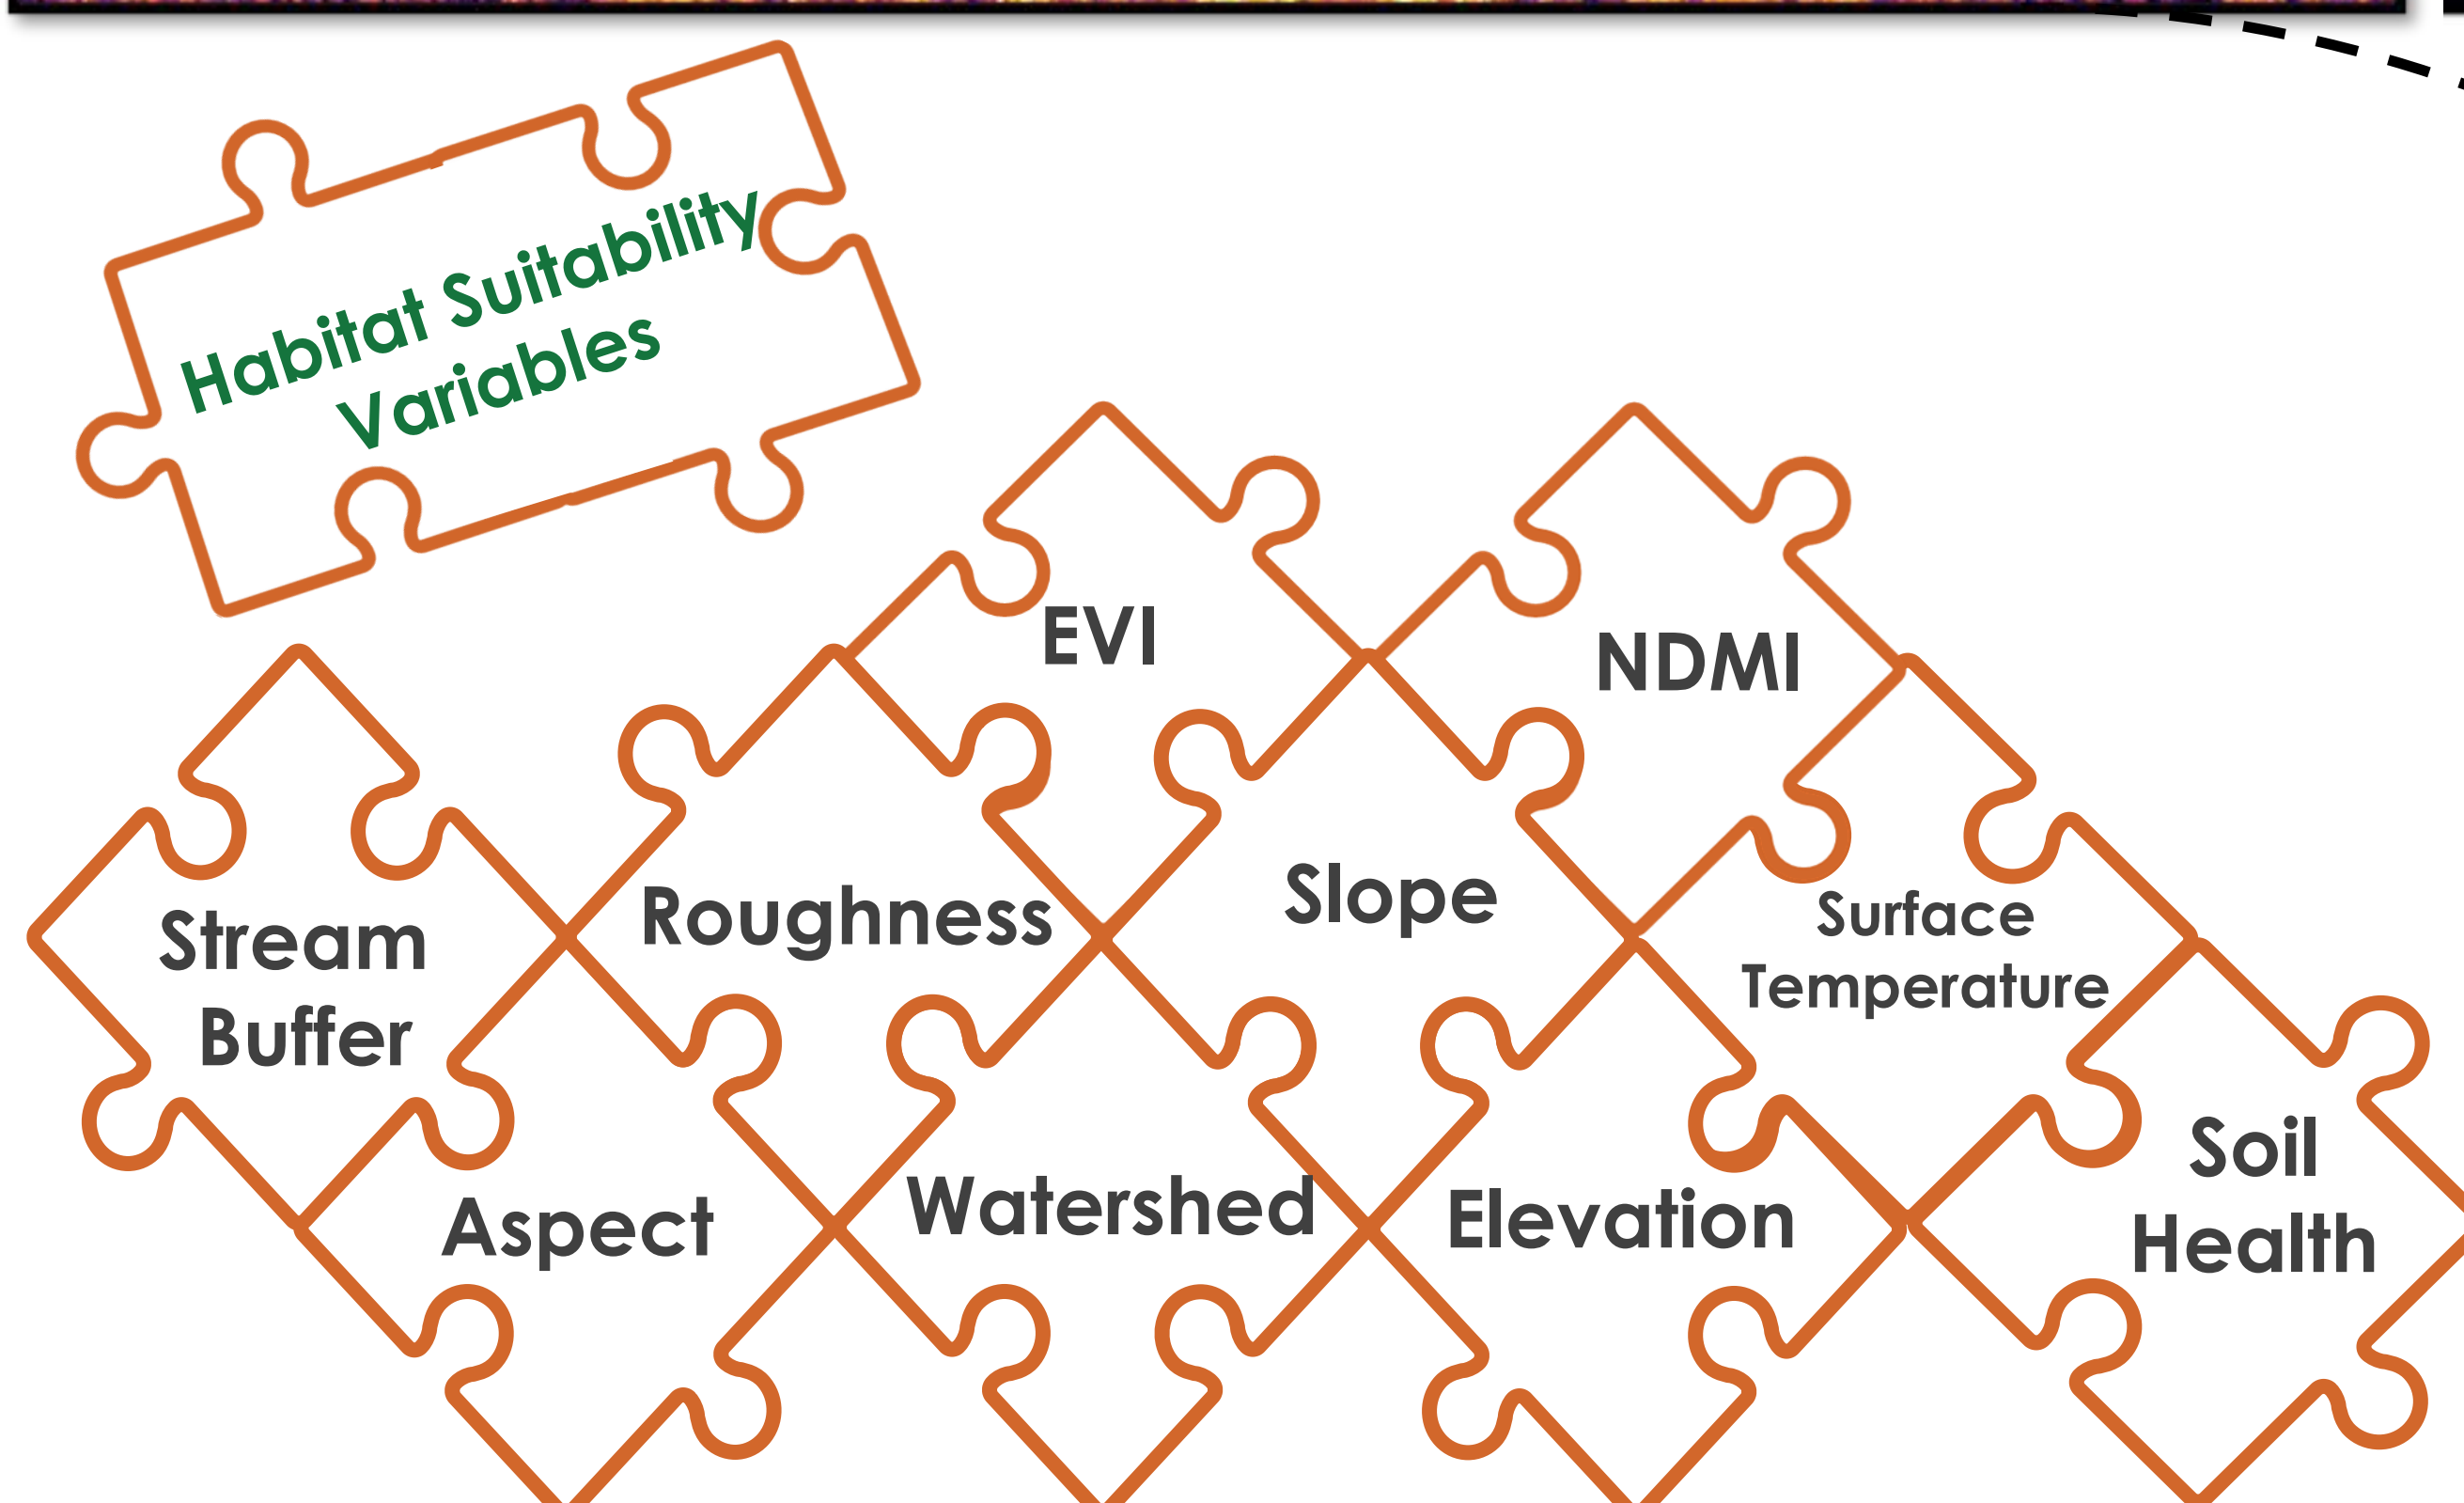 Habitat Suitability
Variables
EVI
NDMI
Stream
Buffer
Roughness
Slope
Surface
Temperature
Aspect
Watershed
Elevation
Soil
Health